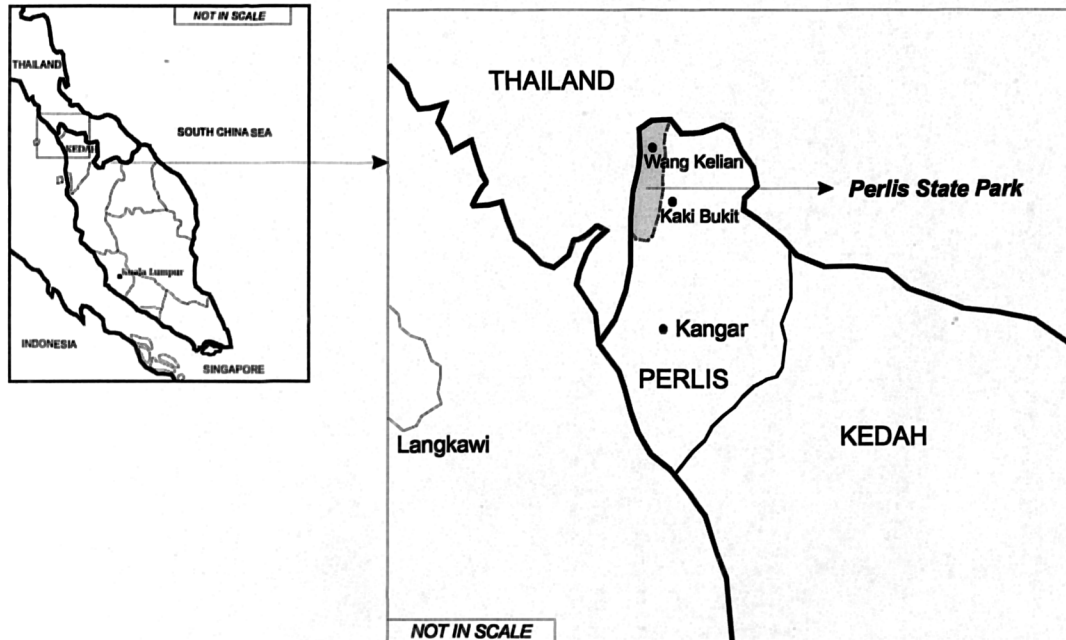 NOT IN SCALE
THAILAND
SOUTH CHINA SEA
KEDAH
Kuala Lumpur
INDONESIA
SINGAPORE
THAILAND
Wang Kelian
Perlis State Park
Kaki Bukit
Kangar
PERLIS
KEDAH
Langkawi
NOT IN SCALE